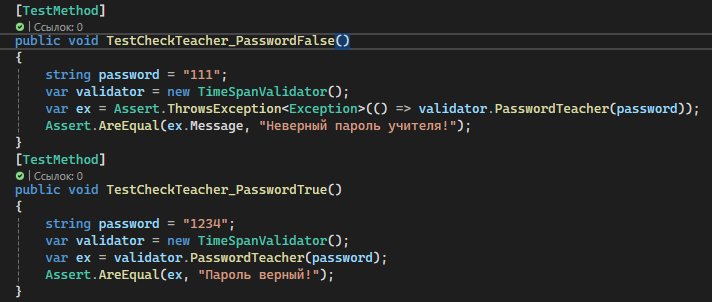 [TestMethod]
| Ссылок: 0
public void TestCheckTeacher_PasswordFalse()
{
string password = "111";
var validator = new TimeSpanValidator();
var ex = Assert.ThrowsException<Exception>(() => validator.PasswordTeacher(password));
Assert.AreEqual(ex.Message, "Неверный пароль учителя!");
}
[TestMethod]
| Ссылок: 0
public void TestCheckTeacher_PasswordTrue()
{
string password = "1234";
var validator = new TimeSpanValidator();
var ex = validator.PasswordTeacher(password);
Assert.AreEqual(ex, "Пароль верный!");
}